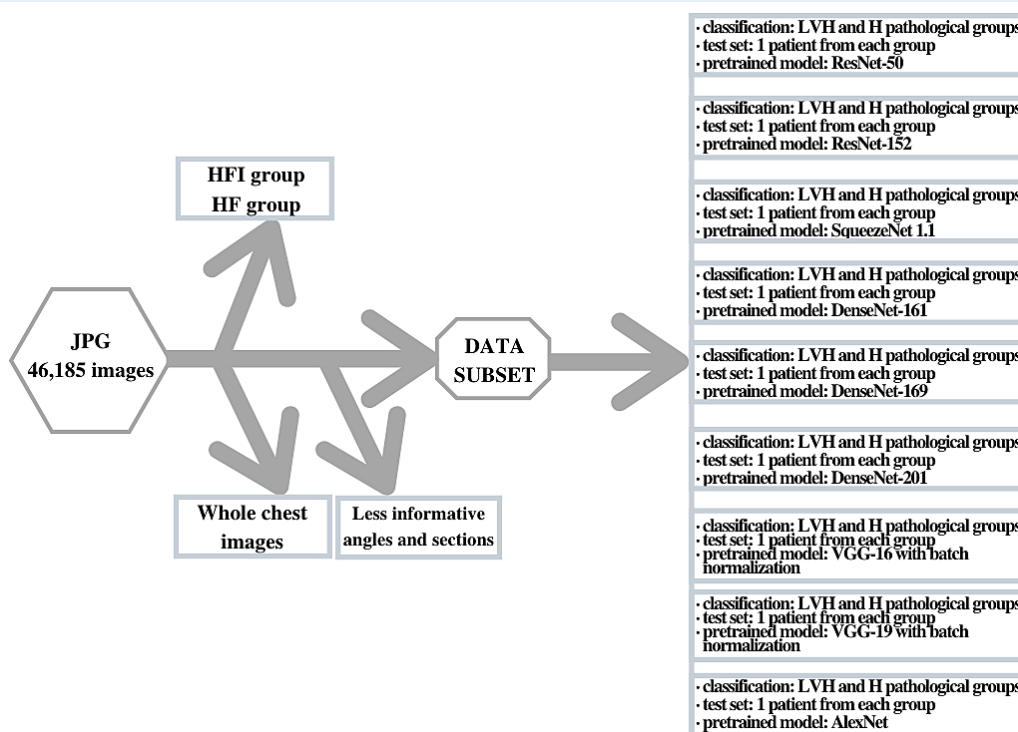 HFI group
HF group
JPG
46,185 images
DATA
SUBSET
Whole chest
images
Less informative
angles and sections
· classification: LVH and H pathological groups
· test set: 1 patient from each group
· pretrained model: ResNet-50
· classification: LVH and H pathological groups
· test set: 1 patient from each group
· pretrained model: ResNet-152
· classification: LVH and H pathological groups
· test set: 1 patient from each group
· pretrained model: SqueezeNet 1.1
· classification: LVH and H pathological groups
· test set: 1 patient from each group
· pretrained model: DenseNet-161
· classification: LVH and H pathological groups
· test set: 1 patient from each group
· pretrained model: DenseNet-169
· classification: LVH and H pathological groups
· test set: 1 patient from each group
· pretrained model: DenseNet-201
· classification: LVH and H pathological groups
· test set: 1 patient from each group
· pretrained model: VGG-16 with batch
normalization
· classification: LVH and H pathological groups
· test set: 1 patient from each group
· pretrained model: VGG-19 with batch
normalization
· classification: LVH and H pathological groups
· test set: 1 patient from each group
· pretrained model: AlexNet